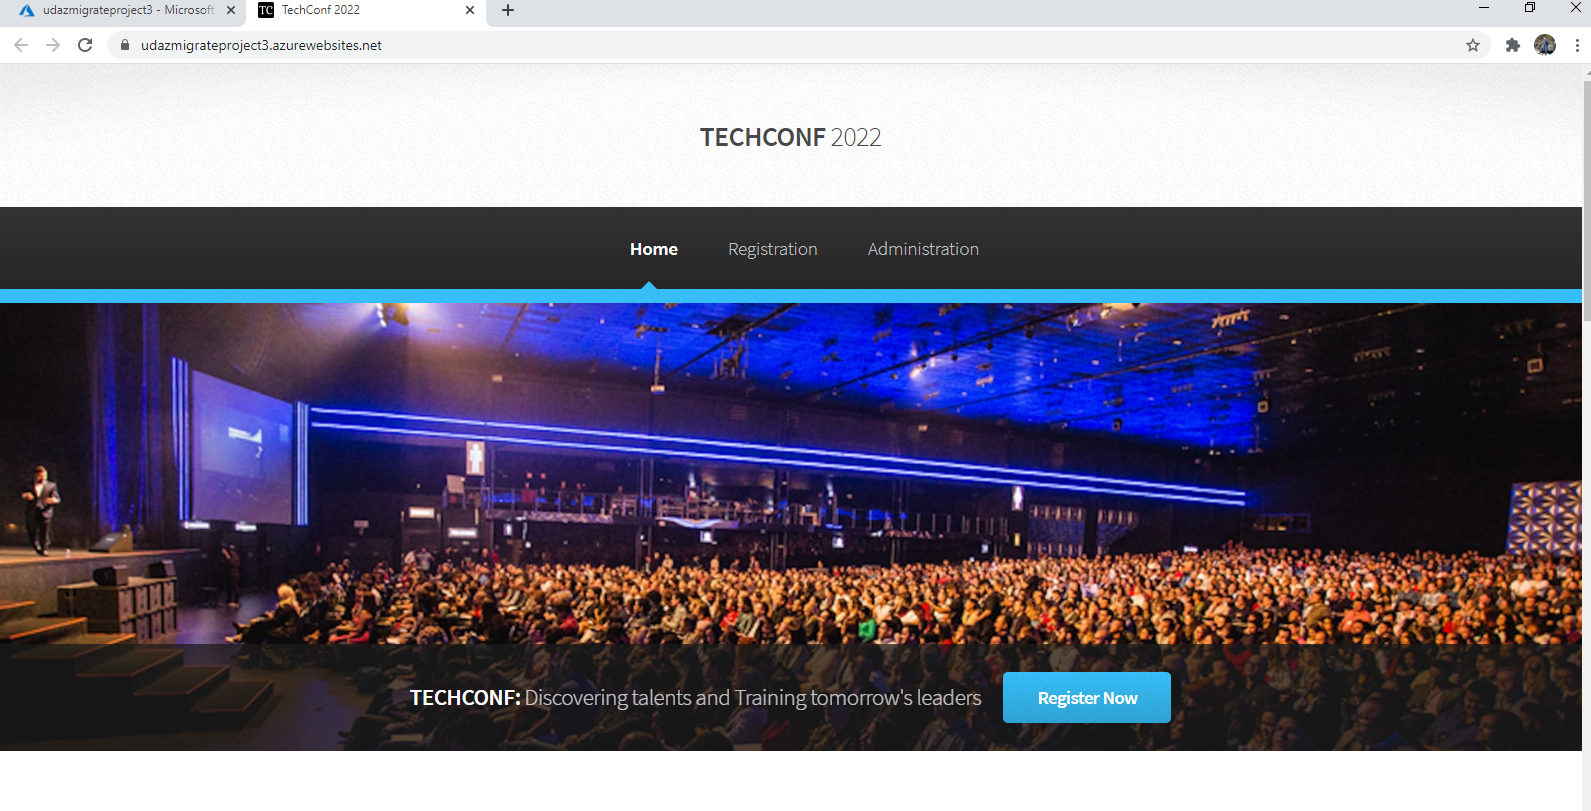 udazmigrateproject3 - Microsoft
TC TechConf 2022
udazmigrateproject3.azurewebsites.net
TECHCONF 2022
Home Registration Administration
TECHCONF: Discovering talents and Training tomorrow's leaders
Register Now